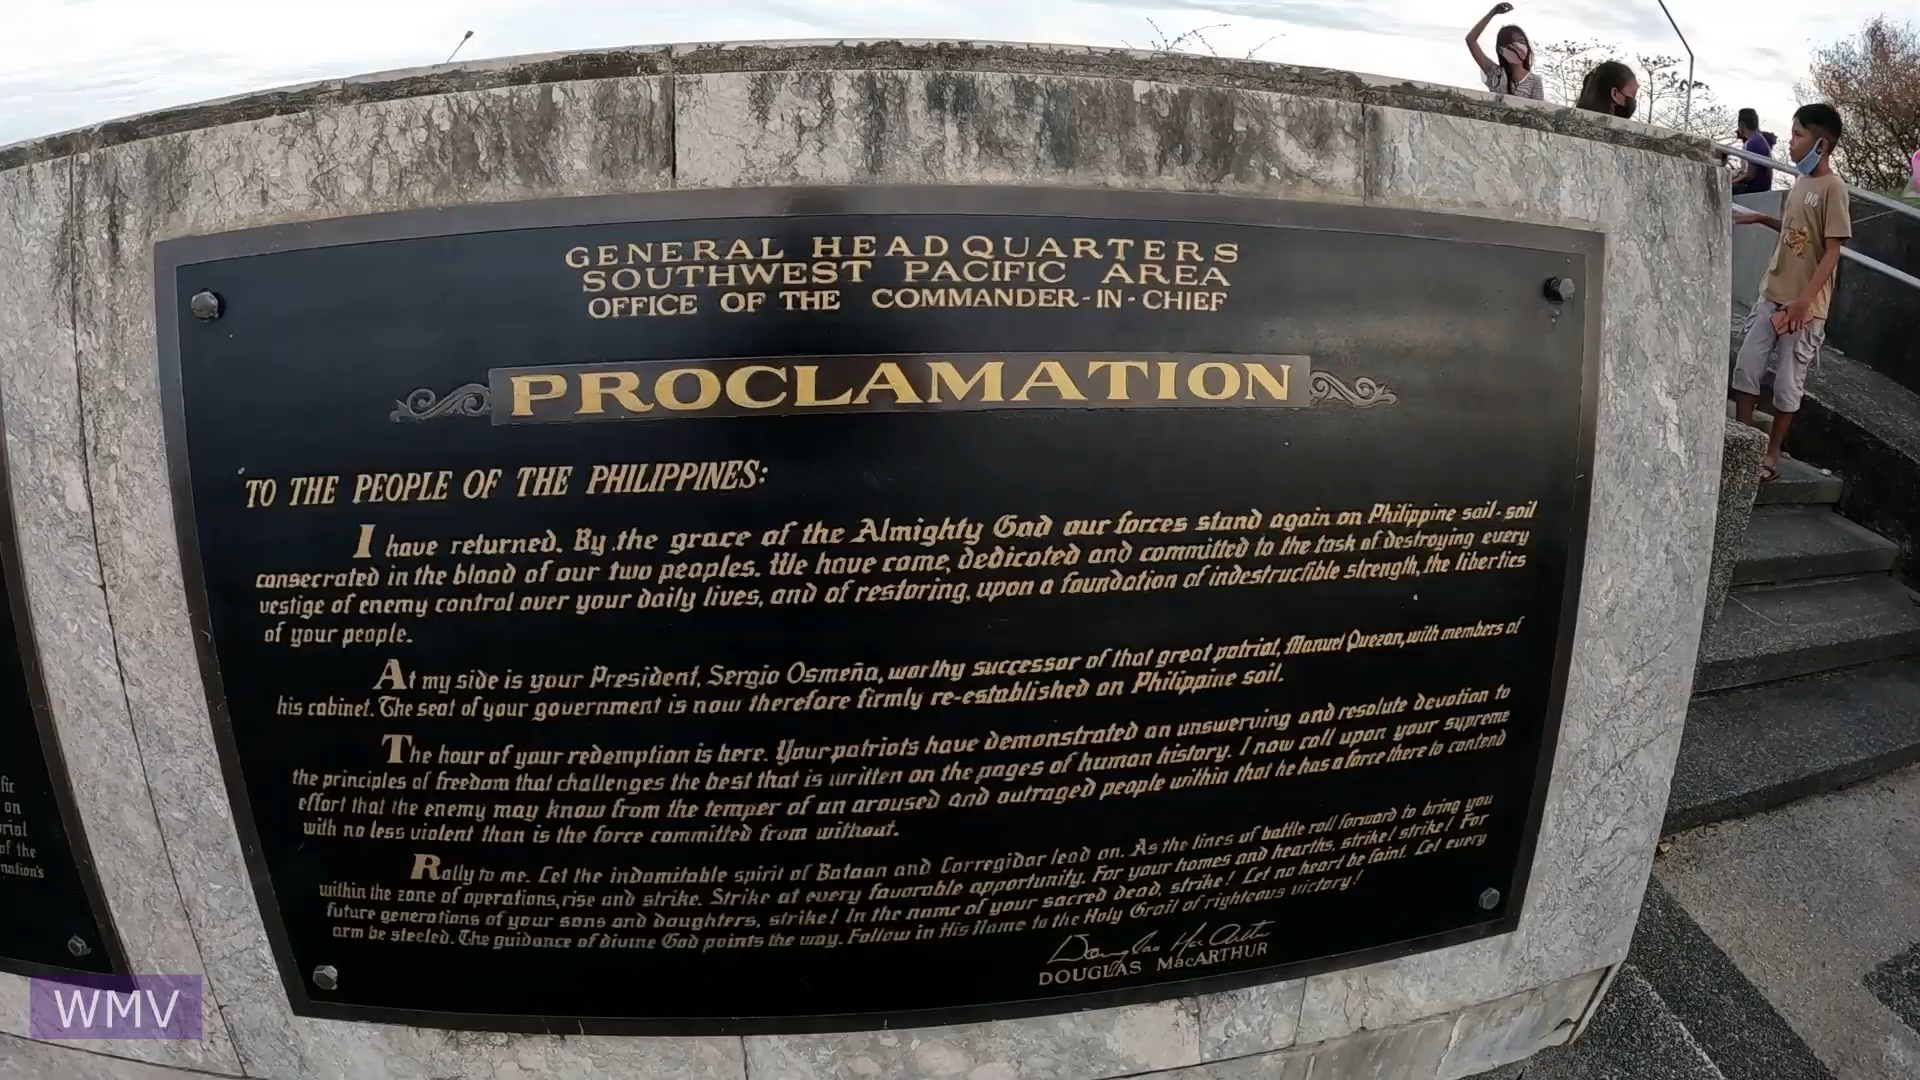 GENERAL HEADQUARTERS
SOUTHWEST PACIFIC AREA
OFFICE OF THE COMMANDER-IN-CHIEF
PROCLAMATION
TO THE PEOPLE OF THE PHILIPPINES:
I have returned. By the grace of the Almighty God our forces stand again on Philippine soil-soil
consecrated in the blood of our two peoples. We have come, dedicated and committed to the task of destroying every
vestige of enemy control over your daily lives, and of restoring, upon a foundation of indestructible strength, the liberties
of your people.
At my side is your President, Sergio Osmeña, worthy successor of that great patriot, Manuel Quezon, with members of
his cabinet. The seat of your government is now therefore firmly re-established on Philippine soil.
The hour of your redemption is here. Your patriots have demonstrated an unswerving and resolute devotion to
the principles of freedom that challenges the best that is written on the pages of human history. I now call upon your supreme
effort that the enemy may know from the temper of an aroused and outraged people within that he has a force there to contend
with no less violent than is the force committed from without.
Rally to me. Let the indomitable spirit of Bataan and Corregidor lead on. As the lines of battle roll forward to bring you
within the zone of operations, rise and strike. Strike at every favorable opportunity. For your homes and hearths, strike! strike! For
future generations of your sons and daughters, strike! In the name of your sacred dead, strike! Let no heart be faint. Let every
arm be steeled. The guidance of divine God points the way. Follow in His Name to the Holy Grail of righteous victory!
Douglas MacArthur
DOUGLAS MacARTHUR
fic
on
orial
of the
nation's
WMV
98